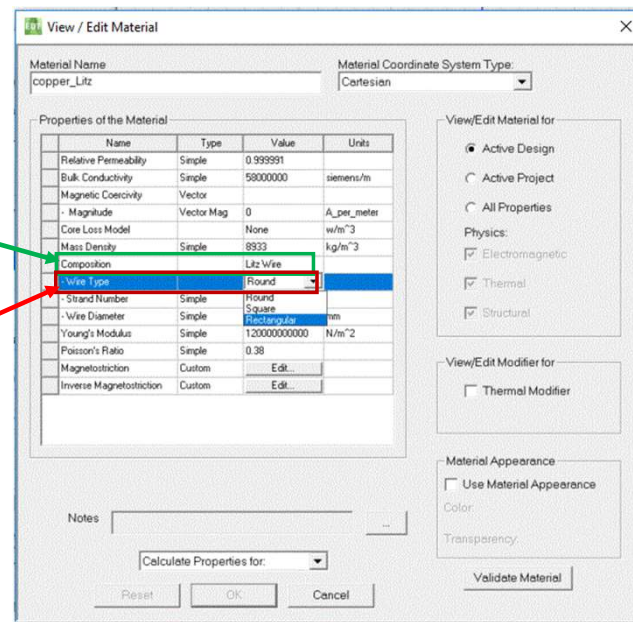 View / Edit Material
Material Name
copper_Litz
Material Coordinate System Type:
Cartesian
Properties of the Material
Name Type Value Units
Relative Permeability Simple 0.999991
Bulk Conductivity Simple 58000000 siemens/m
Magnetic Coercivity Vector
- Magnitude Vector Mag 0 A_per_meter
Core Loss Model None w/m^3
Mass Density Simple 8933 kg/m^3
Composition Litz Wire
- Wire Type Round
- Strand Number Simple Round
Square
- Wire Diameter Simple Rectangular mm
Young's Modulus Simple 120000000000 N/m^2
Poisson's Ratio Simple 0.38
Magnetostriction Custom Edit...
Inverse Magnetostriction Custom Edit...
View/Edit Material for
Active Design
Active Project
All Properties
Physics:
Electromagnetic
Thermal
Structural
View/Edit Modifier for
Thermal Modifier
Material Appearance
Use Material Appearance
Color:
Transparency:
Notes
...
Calculate Properties for:
Reset OK Cancel
Validate Material